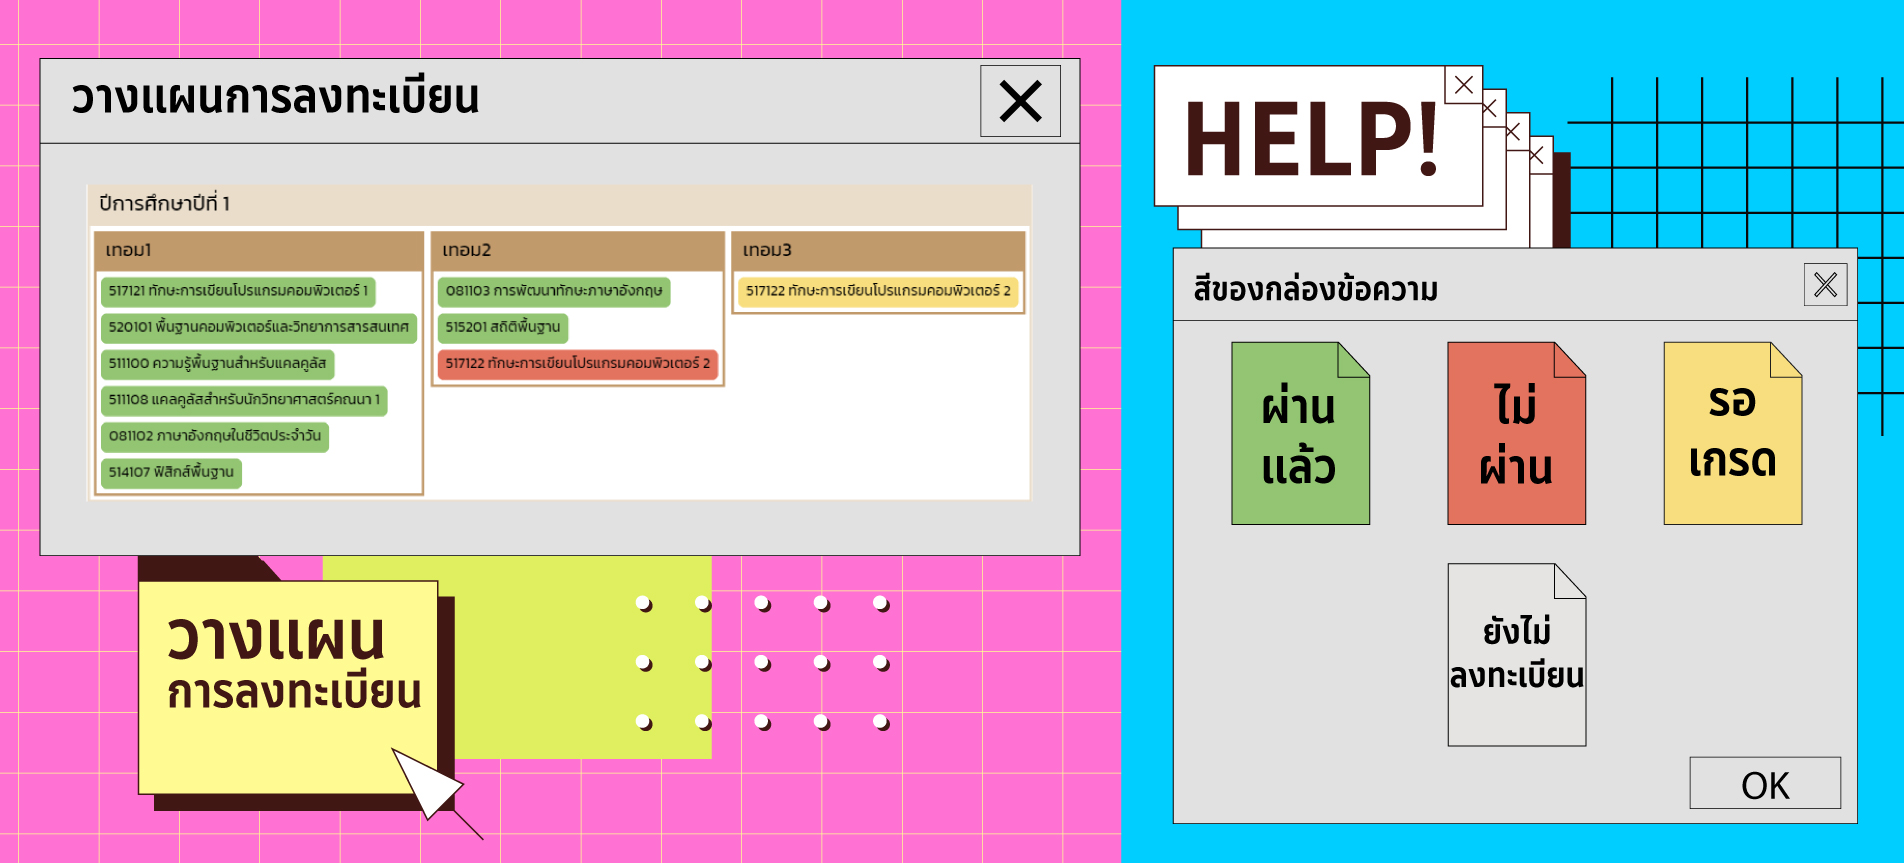 วางแผนการลงทะเบียน
ปีการศึกษาปีที่ 1
เทอม1
517121 ทักษะการเขียนโปรแกรมคอมพิวเตอร์ 1
520101 พื้นฐานคอมพิวเตอร์และวิทยาการสารสนเทศ
511100 ความรู้พื้นฐานสำหรับแคลคูลัส
511108 แคลคูลัสสำหรับนักวิทยาศาสตร์คณนา 1
081102 ภาษาอังกฤษในชีวิตประจำวัน
514107 ฟิสิกส์พื้นฐาน
เทอม2
081103 การพัฒนาทักษะภาษาอังกฤษ
515201 สถิติพื้นฐาน
517122 ทักษะการเขียนโปรแกรมคอมพิวเตอร์ 2
เทอม3
517122 ทักษะการเขียนโปรแกรมคอมพิวเตอร์ 2
วางแผน
การลงทะเบียน
HELP!
สีของกล่องข้อความ
ผ่าน
แล้ว
ไม่
ผ่าน
รอ
เกรด
ยังไม่
ลงทะเบียน
OK